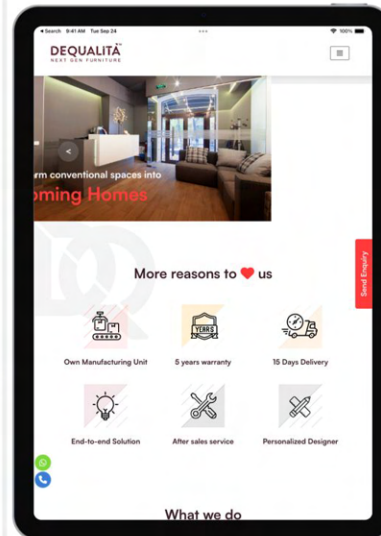 Search 9:41 AM Tue Sep 24
100%
DEQUALITÀ
NEXT GEN FURNITURE
rm conventional spaces into
oming Homes
More reasons to ❤ us
Send Enquiry
YEARS
Own Manufacturing Unit 5 years warranty 15 Days Delivery
End-to-end Solution After sales service Personalized Designer
What we do